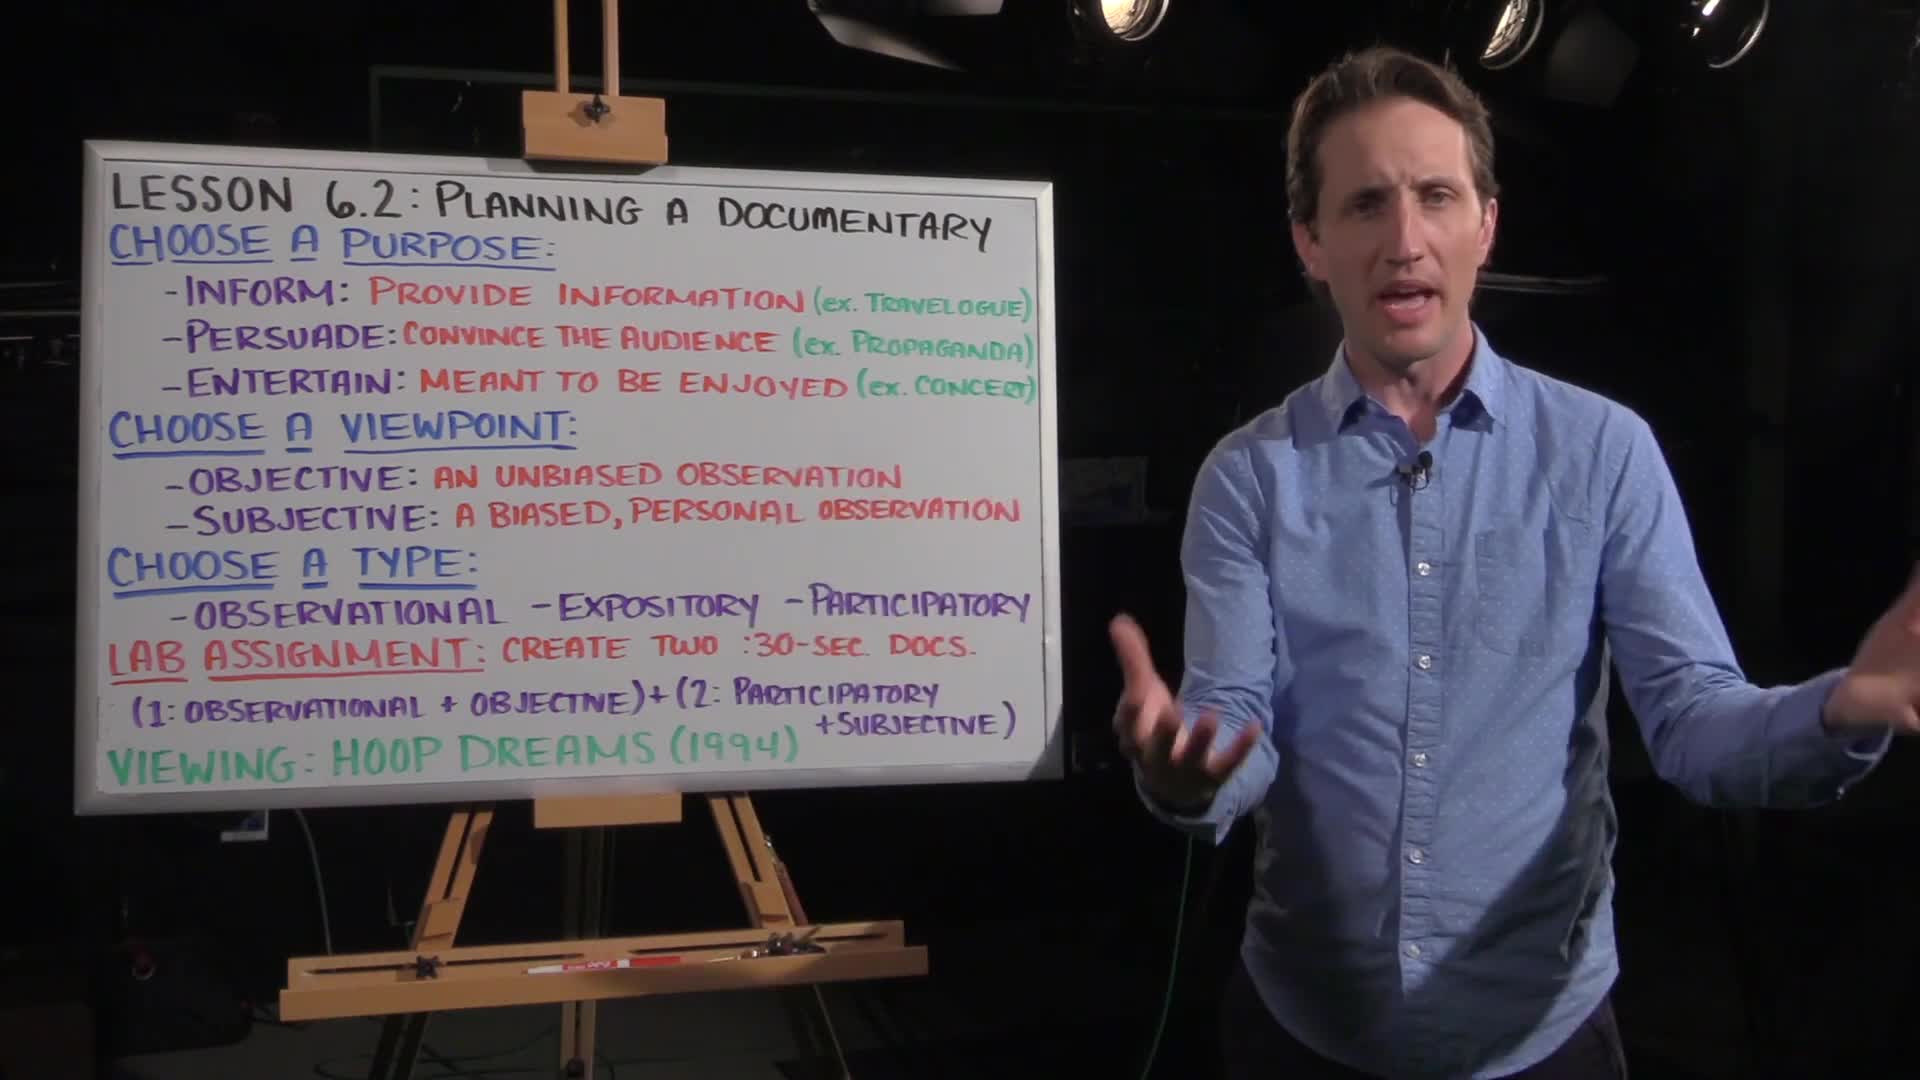 LESSON 6.2: PLANNING A DOCUMENTARY
CHOOSE A PURPOSE:
-INFORM: PROVIDE INFORMATION (ex. TRAVELOGUE)
-PERSUADE: CONVINCE THE AUDIENCE (ex. PROPAGANDA)
-ENTERTAIN: MEANT TO BE ENJOYED (ex. CONCERT)
CHOOSE A VIEWPOINT:
-OBJECTIVE: AN UNBIASED OBSERVATION
-SUBJECTIVE: A BIASED, PERSONAL OBSERVATION
CHOOSE A TYPE:
-OBSERVATIONAL -EXPOSITORY -PARTICIPATORY
LAB ASSIGNMENT: CREATE TWO :30-SEC. DOCS.
(1: OBSERVATIONAL + OBJECTIVE) + (2: PARTICIPATORY
+ SUBJECTIVE)
VIEWING: HOOP DREAMS (1994)